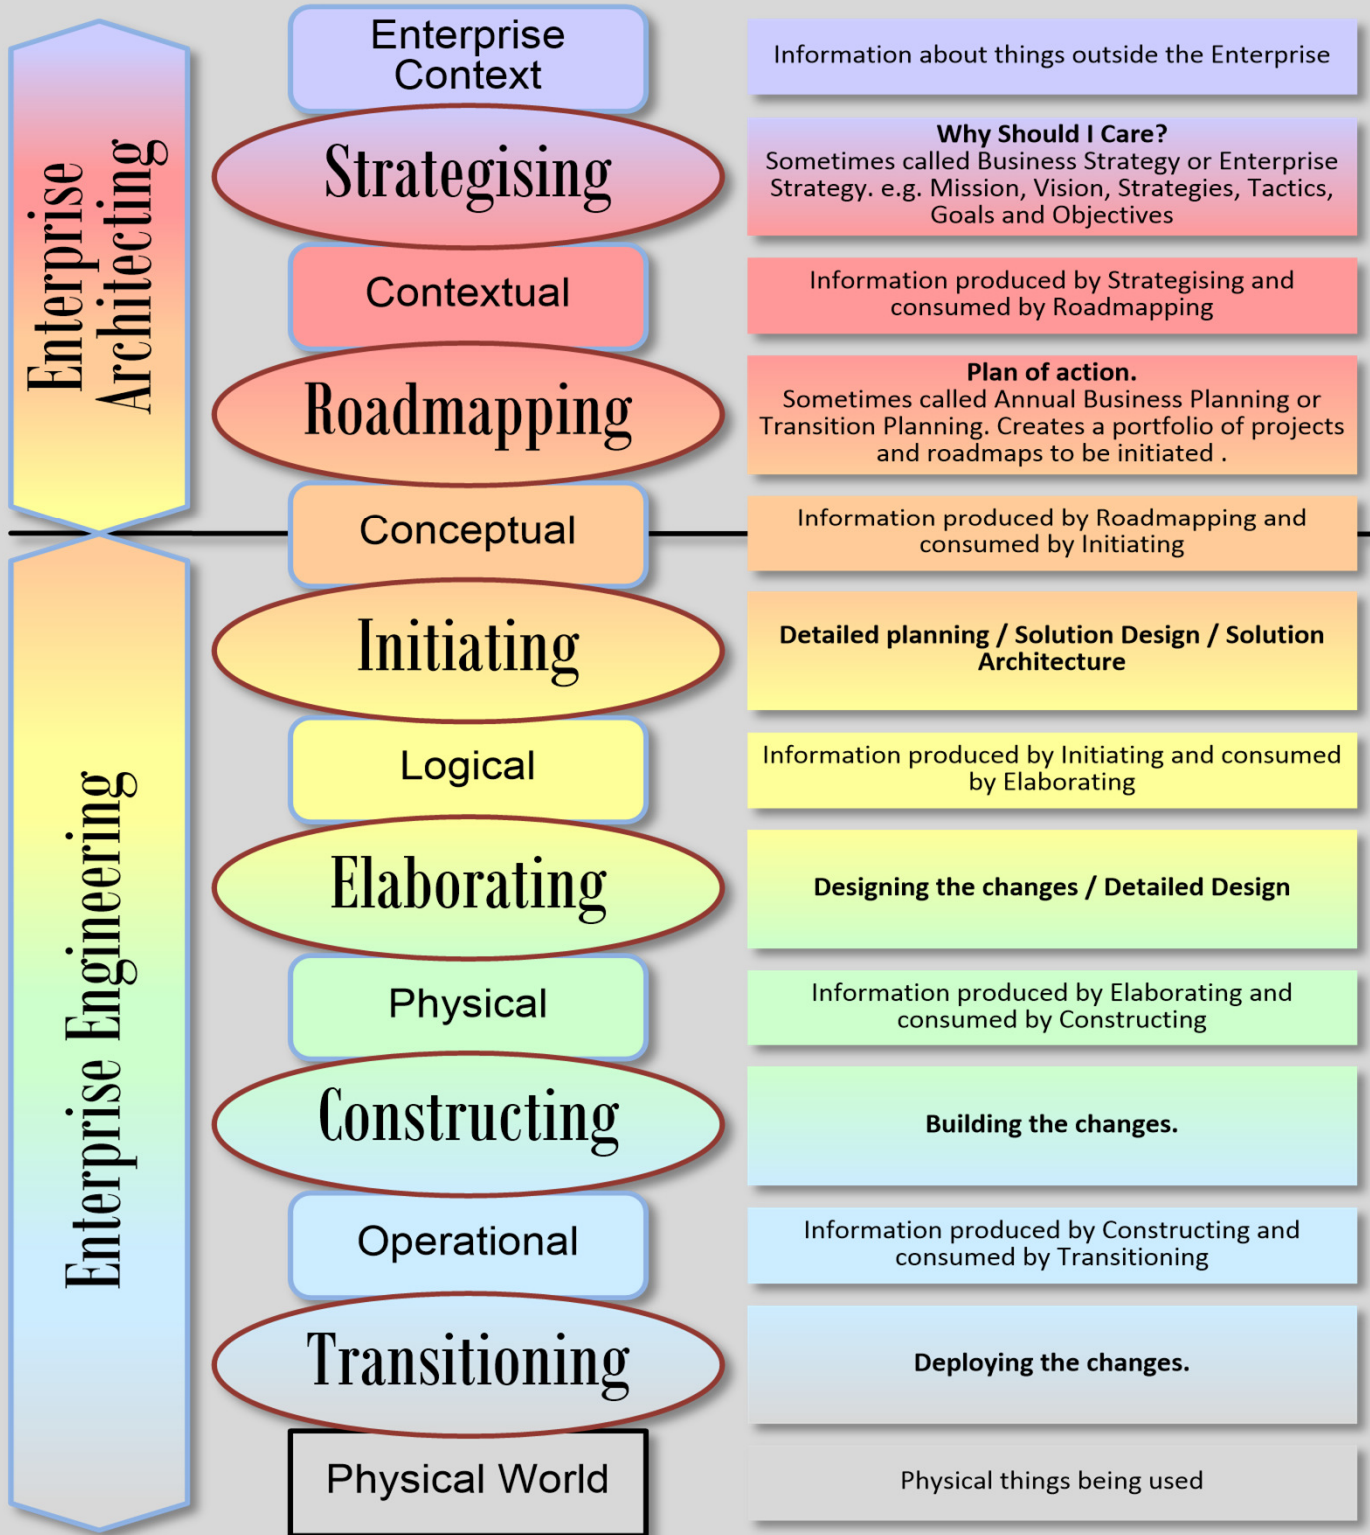 Enterprise
Architecting
Enterprise
Context
Information about things outside the Enterprise
Strategising
Why Should I Care?
Sometimes called Business Strategy or Enterprise
Strategy. e.g. Mission, Vision, Strategies, Tactics,
Goals and Objectives
Contextual
Information produced by Strategising and
consumed by Roadmapping
Roadmapping
Plan of action.
Sometimes called Annual Business Planning or
Transition Planning. Creates a portfolio of projects
and roadmaps to be initiated .
Conceptual
Information produced by Roadmapping and
consumed by Initiating
Enterprise Engineering
Initiating
Detailed planning / Solution Design / Solution
Architecture
Logical
Information produced by Initiating and consumed
by Elaborating
Elaborating
Designing the changes / Detailed Design
Physical
Information produced by Elaborating and
consumed by Constructing
Constructing
Building the changes.
Operational
Information produced by Constructing and
consumed by Transitioning
Transitioning
Deploying the changes.
Physical World
Physical things being used